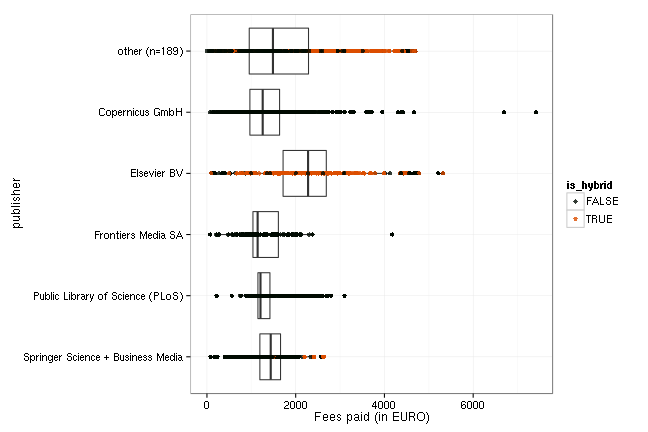 other (n=189)
Copernicus GmbH
Elsevier BV
Frontiers Media SA
Public Library of Science (PLoS)
Springer Science + Business Media
publisher
0 2000 4000 6000
Fees paid (in EURO)
is_hybrid
FALSE
TRUE